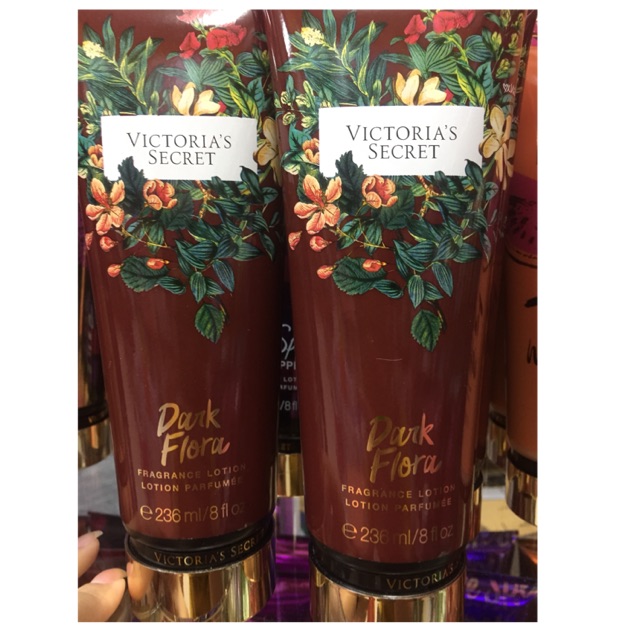 VICTORIA'S
SECRET
Dark
Flora
FRAGRANCE LOTION
LOTION PARFUMÉE
℮ 236 ml/8 fl oz
VICTORIA'S SECRE
VICTORIA'S
SECRET
Dark
Flora
FRAGRANCE LOTION
LOTION PARFUMÉE
℮ 236 ml/8 fl oz
VICTORIA'S